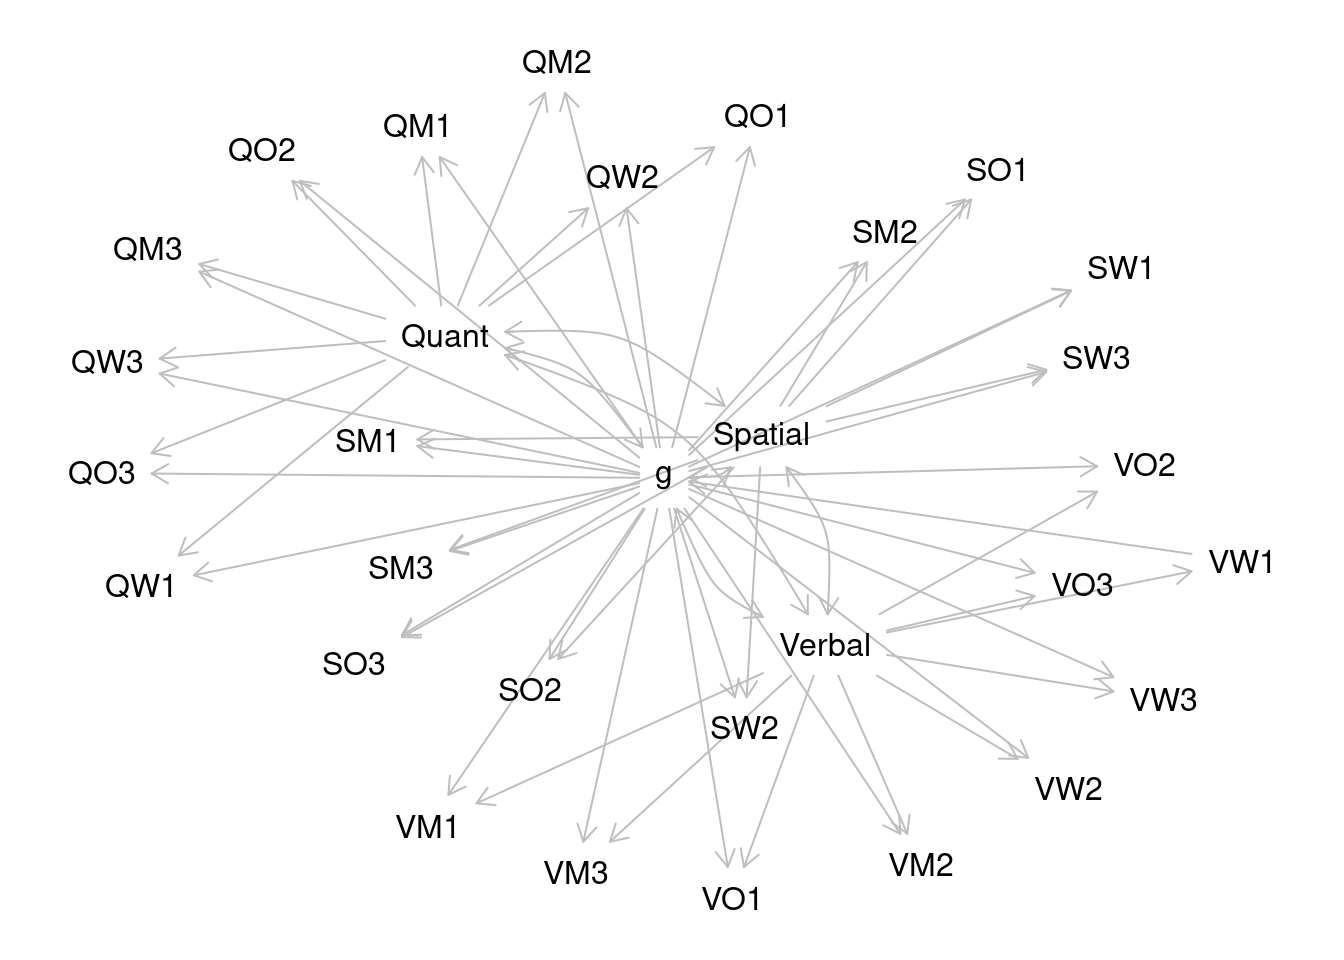 QM2
QO1
QM1
QO2
SO1
QW2
SM2
QM3
SW1
Quant
SW3
QW3
Spatial
SM1
VO2
g
QO3
VW1
SM3
VO3
QW1
Verbal
SO3
SO2
VW3
SW2
VW2
VM1
VM2
VM3
VO1